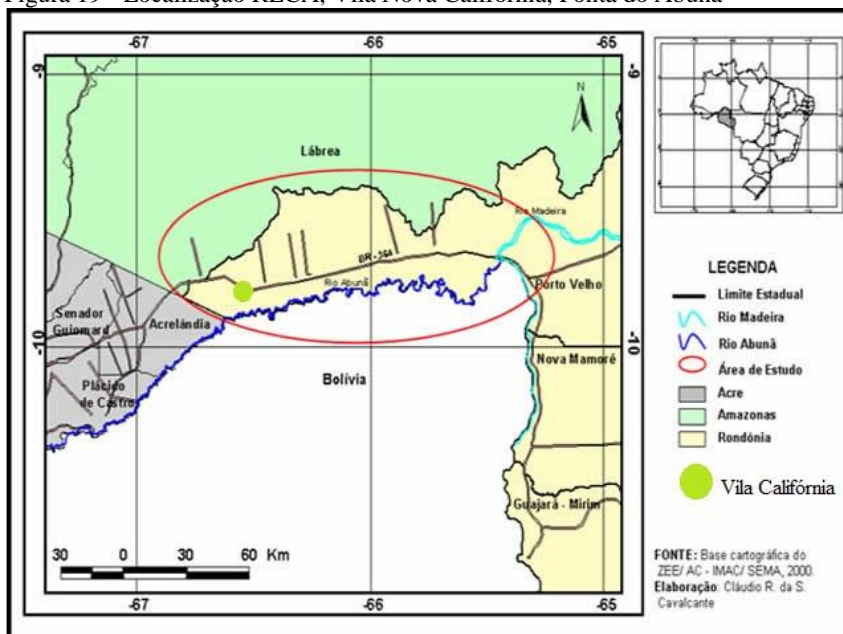 Figura 19 - Localização RECA, Vila Nova Califórnia, Ponta do Abunã
-67
-66
-65
-9
-9
N
Lábrea
Rio Madeira
BR - 364
Rio Abunã
Porto Velho
Senador
Guiomard
Acrelândia
-10
-10
Nova Mamoré
Bolívia
Plácido
de Castro
Guajará - Mirim
30 0 30 60 Km
-67
-66
-65
LEGENDA
Limite Estadual
Rio Madeira
Rio Abunã
Área de Estudo
Acre
Amazonas
Rondônia
Vila Califórnia
FONTE: Base cartográfica do
ZEE/ AC - IMAC/ SEMA, 2000.
Elaboração: Cláudio R. da S.
Cavalcante